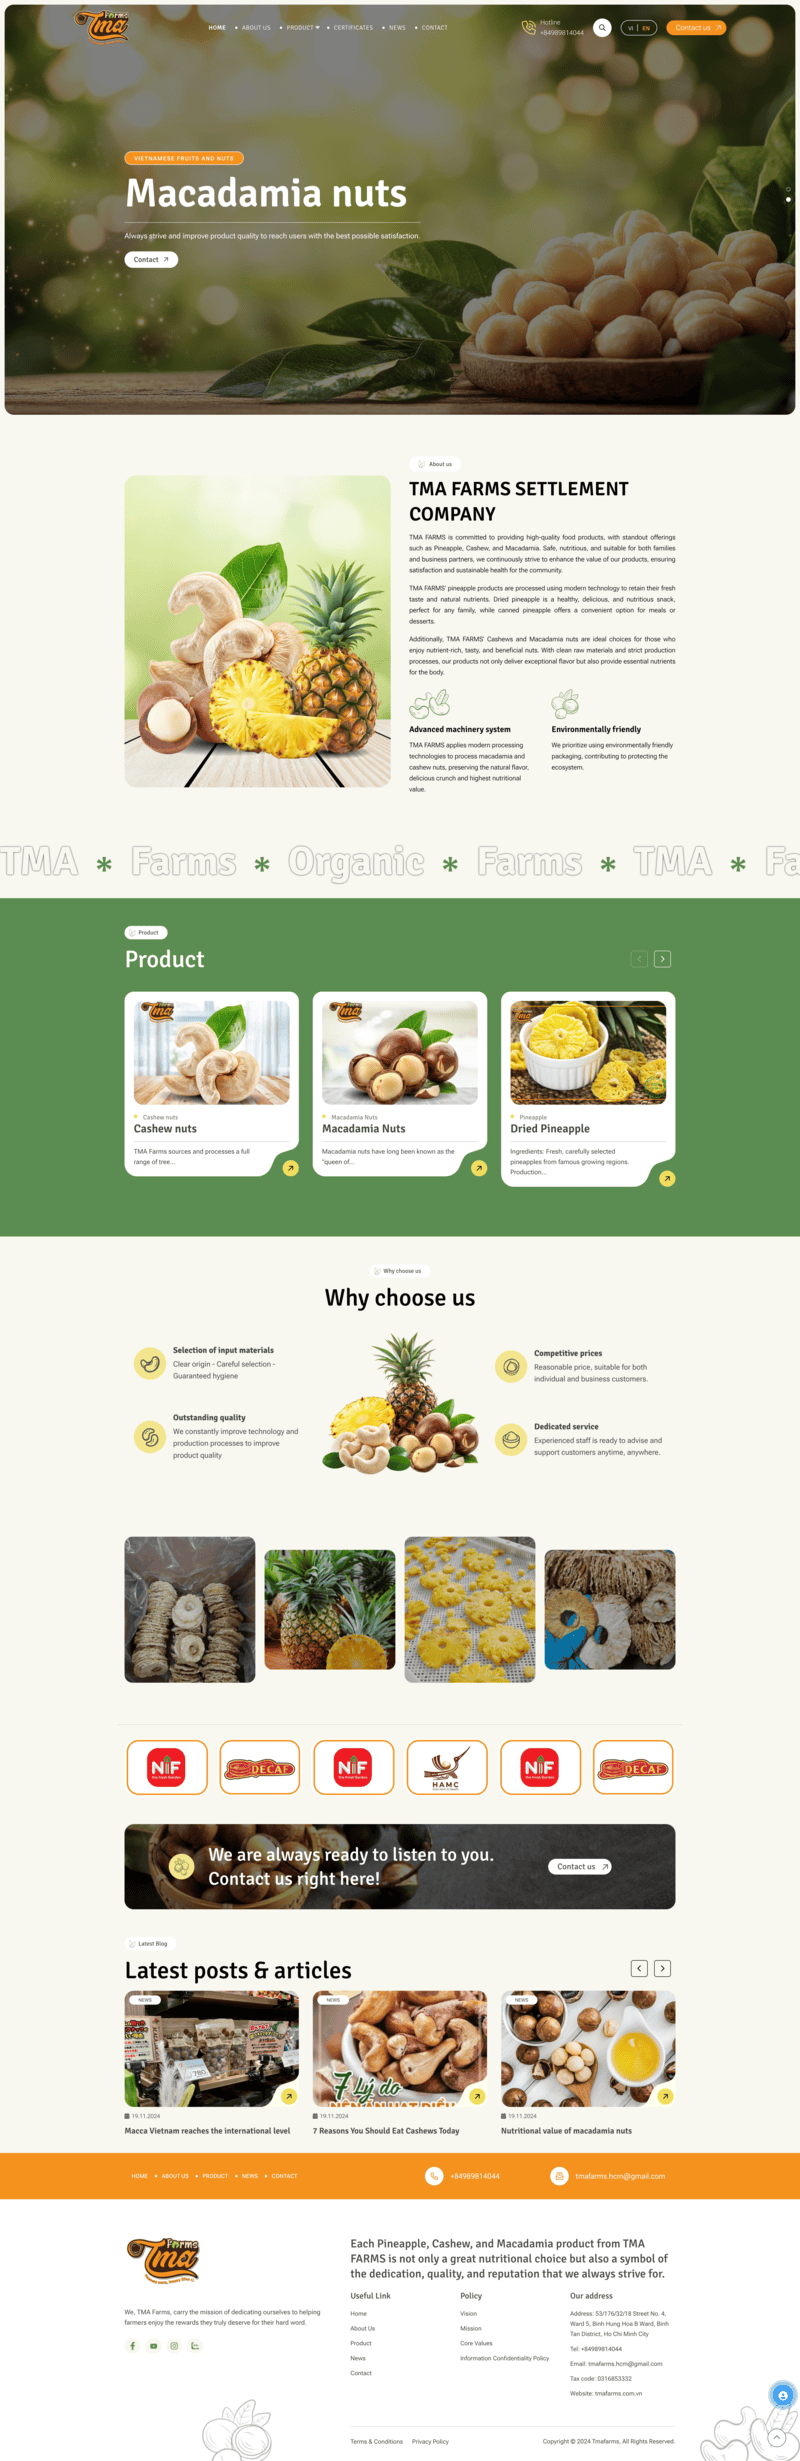 Farms
Tma
HOME
ABOUT US
PRODUCT
CERTIFICATES
NEWS
CONTACT
Hotline
+84989814044
VI | EN
Contact us
VIETNAMESE FRUITS AND NUTS
Macadamia nuts
Always strive and improve product quality to reach users with the best possible satisfaction.
Contact
About us
TMA FARMS SETTLEMENT
COMPANY
TMA FARMS is committed to providing high-quality food products, with standout offerings
such as Pineapple, Cashew, and Macadamia. Safe, nutritious, and suitable for both families
and business partners, we continuously strive to enhance the value of our products, ensuring
satisfaction and sustainable health for the community.
TMA FARMS' pineapple products are processed using modern technology to retain their fresh
taste and natural nutrients. Dried pineapple is a healthy, delicious, and nutritious snack,
perfect for any family, while canned pineapple offers a convenient option for meals or
desserts.
Additionally, TMA FARMS' Cashews and Macadamia nuts are ideal choices for those who
enjoy nutrient-rich, tasty, and beneficial nuts. With clean raw materials and strict production
processes, our products not only deliver exceptional flavor but also provide essential nutrients
for the body.
Advanced machinery system
TMA FARMS applies modern processing
technologies to process macadamia and
cashew nuts, preserving the natural flavor,
delicious crunch and highest nutritional
value.
Environmentally friendly
We prioritize using environmentally friendly
packaging, contributing to protecting the
ecosystem.
TMA * Farms * Organic * Farms * TMA * Fa
Product
Product
Farms
Tma
Cashew nuts
Cashew nuts
TMA Farms sources and processes a full
range of tree...
Farms
Tma
Macadamia Nuts
Macadamia Nuts
Macadamia nuts have long been known as the
"queen of...
Tma
Pineapple
Dried Pineapple
Ingredients: Fresh, carefully selected
pineapples from famous growing regions.
Production...
Why choose us
Why choose us
Selection of input materials
Clear origin - Careful selection -
Guaranteed hygiene
Outstanding quality
We constantly improve technology and
production processes to improve
product quality
Competitive prices
Reasonable price, suitable for both
individual and business customers.
Dedicated service
Experienced staff is ready to advise and
support customers anytime, anywhere.
NIF
DECAF
NIF
HAMC
NIF
DECAF
We are always ready to listen to you.
Contact us right here!
Contact us
Latest Blog
Latest posts & articles
NEWS
780
19.11.2024
Macca Vietnam reaches the international level
NEWS
7 Lý do
NÊN ĂN HẠT ĐIỀU
19.11.2024
7 Reasons You Should Eat Cashews Today
NEWS
19.11.2024
Nutritional value of macadamia nuts
HOME
ABOUT US
PRODUCT
NEWS
CONTACT
+84989814044
tmafarms.hcm@gmail.com
Farms
Tma
We, TMA Farms, carry the mission of dedicating ourselves to helping
farmers enjoy the rewards they truly deserve for their hard word.
Each Pineapple, Cashew, and Macadamia product from TMA
FARMS is not only a great nutritional choice but also a symbol of
the dedication, quality, and reputation that we always strive for.
Useful Link
Home
About Us
Product
News
Contact
Policy
Vision
Mission
Core Values
Information Confidentiality Policy
Our address
Address: 53/176/32/18 Street No. 4,
Ward 5, Binh Hung Hoa B Ward, Binh
Tan District, Ho Chi Minh City
Tel: +84989814044
Email: tmafarms.hcm@gmail.com
Tax code: 0316853332
Website: tmafarms.com.vn
Terms & Conditions
Privacy Policy
Copyright © 2024 Tmafarms, All Rights Reserved.